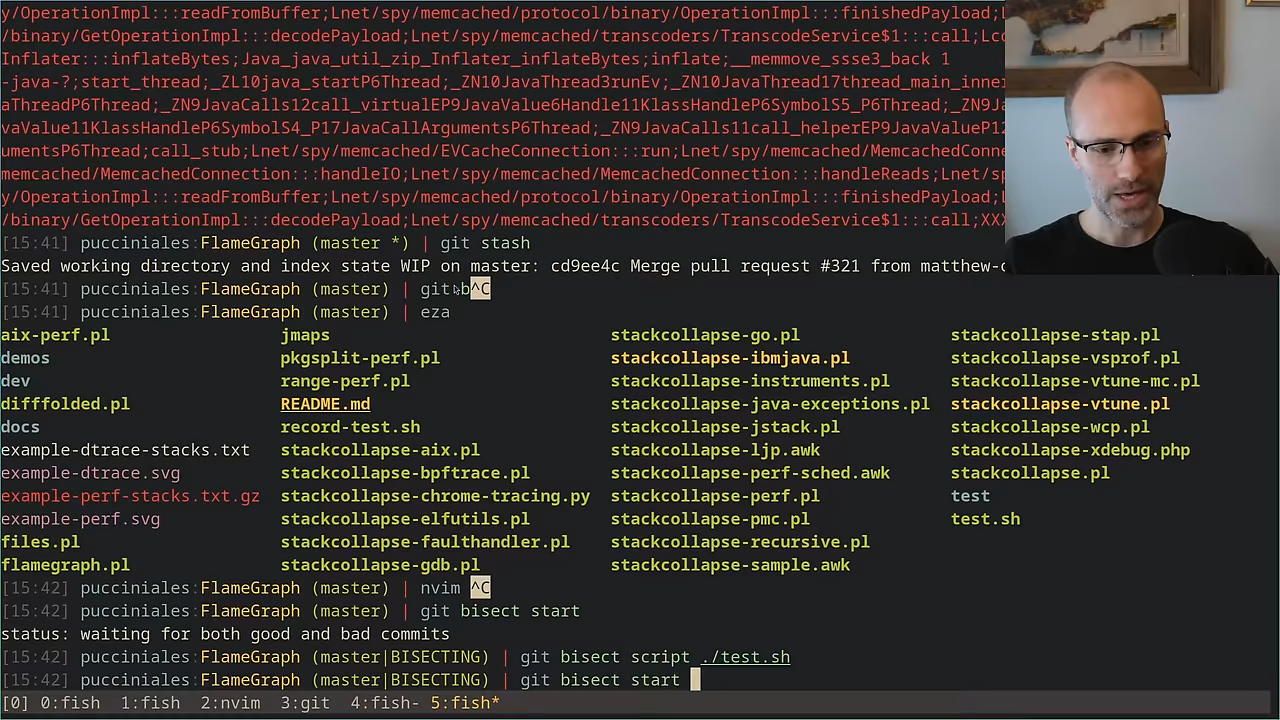 y/OperationImpl:::readFromBuffer;Lnet/spy/memcached/protocol/binary/OperationImpl:::finishedPayload;L
/binary/GetOperationImpl:::decodePayload;Lnet/spy/memcached/transcoders/TranscodeService$1:::call;Lco
Inflater:::inflateBytes;Java_java_util_zip_Inflater_inflateBytes;inflate;__memmove_ssse3_back 1
-java-?;start_thread;_ZL10java_startP6Thread;_ZN10JavaThread3runEv;_ZN10JavaThread17thread_main_inner
aThreadP6Thread;_ZN9JavaCalls12call_virtualEP9JavaValue6Handle11KlassHandleP6SymbolS5_P6Thread;_ZN9Ja
vaValue11KlassHandleP6SymbolS4_P17JavaCallArgumentsP6Thread;_ZN9JavaCalls11call_helperEP9JavaValueP12
umentsP6Thread;call_stub;Lnet/spy/memcached/EVCacheConnection:::run;Lnet/spy/memcached/MemcachedConne
memcached/MemcachedConnection:::handleIO;Lnet/spy/memcached/MemcachedConnection:::handleReads;Lnet/sp
y/OperationImpl:::readFromBuffer;Lnet/spy/memcached/protocol/binary/OperationImpl:::finishedPayload;L
/binary/GetOperationImpl:::decodePayload;Lnet/spy/memcached/transcoders/TranscodeService$1:::call;XXX
[15:41] pucciniales:FlameGraph (master *) | git stash
Saved working directory and index state WIP on master: cd9ee4c Merge pull request #321 from matthew-o
[15:41] pucciniales:FlameGraph (master) | git b^C
[15:41] pucciniales:FlameGraph (master) | eza
aix-perf.pl jmaps stackcollapse-go.pl stackcollapse-stap.pl
demos pkgsplit-perf.pl stackcollapse-ibmjava.pl stackcollapse-vsprof.pl
dev range-perf.pl stackcollapse-instruments.pl stackcollapse-vtune-mc.pl
difffolded.pl README.md stackcollapse-java-exceptions.pl stackcollapse-vtune.pl
docs record-test.sh stackcollapse-jstack.pl stackcollapse-wcp.pl
example-dtrace-stacks.txt stackcollapse-aix.pl stackcollapse-ljp.awk stackcollapse-xdebug.php
example-dtrace.svg stackcollapse-bpftrace.pl stackcollapse-perf-sched.awk stackcollapse.pl
example-perf-stacks.txt.gz stackcollapse-chrome-tracing.py stackcollapse-perf.pl test
example-perf.svg stackcollapse-elfutils.pl stackcollapse-pmc.pl test.sh
files.pl stackcollapse-faulthandler.pl stackcollapse-recursive.pl
flamegraph.pl stackcollapse-gdb.pl stackcollapse-sample.awk
[15:42] pucciniales:FlameGraph (master) | nvim ^C
[15:42] pucciniales:FlameGraph (master) | git bisect start
status: waiting for both good and bad commits
[15:42] pucciniales:FlameGraph (master|BISECTING) | git bisect script ./test.sh
[15:42] pucciniales:FlameGraph (master|BISECTING) | git bisect start
[0] 0:fish 1:fish 2:nvim 3:git 4:fish- 5:fish*